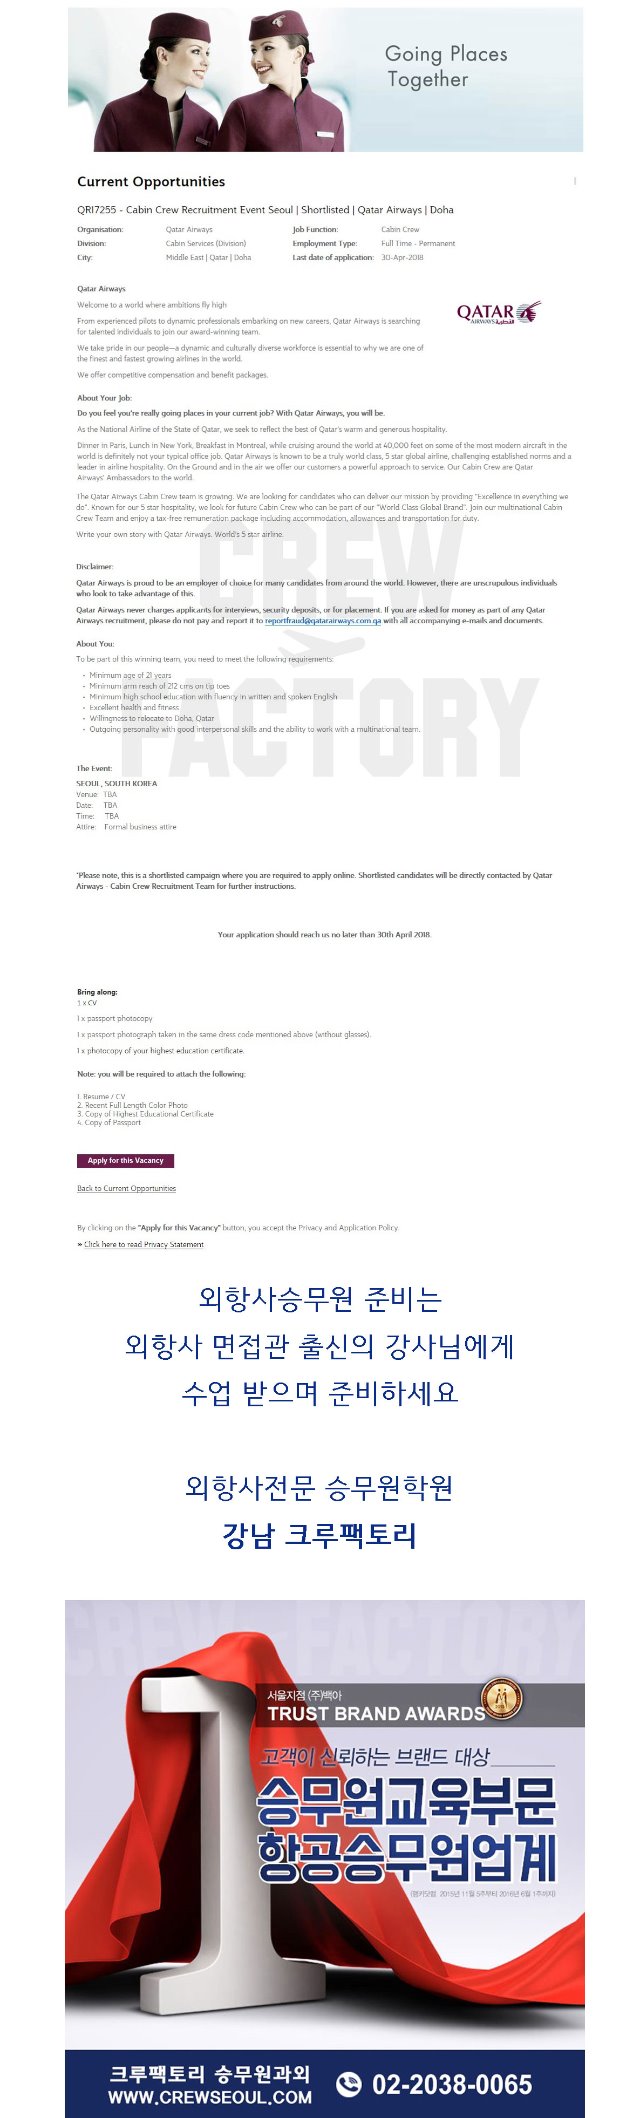 Going Places
Together
Current Opportunities
QR17255 - Cabin Crew Recruitment Event Seoul | Shortlisted | Qatar Airways | Doha
Organisation: Qatar Airways Job Function: Cabin Crew
Division: Cabin Services (Division) Employment Type: Full Time - Permanent
City: Middle East | Qatar | Doha Last date of application: 30-Apr-2018
Qatar Airways
Welcome to a world where ambitions fly high
From experienced pilots to dynamic professionals embarking on new careers, Qatar Airways is searching
for talented individuals to join our award-winning team.
We take pride in our people—a dynamic and culturally diverse workforce is essential to why we are one of
the finest and fastest growing airlines in the world.
We offer competitive compensation and benefit packages.
QATAR
AIRWAYS القطرية
About Your Job:
Do you feel you're really going places in your current job? With Qatar Airways, you will be.
As the National Airline of the State of Qatar, we seek to reflect the best of Qatar's warm and generous hospitality.
Dinner in Paris, Lunch in New York, Breakfast in Montreal, while cruising around the world at 40,000 feet on some of the most modern aircraft in the
world is definitely not your typical office job. Qatar Airways is known to be a truly world class, 5 star global airline, challenging established norms and a
leader in airline hospitality. On the Ground and in the air we offer our customers a powerful approach to service. Our Cabin Crew are Qatar
Airways' Ambassadors to the world.
The Qatar Airways Cabin Crew team is growing. We are looking for candidates who can deliver our mission by providing "Excellence in everything we
do". Known for our 5 star hospitality, we look for future Cabin Crew who can be part of our "World Class Global Brand". Join our multinational Cabin
Crew Team and enjoy a tax-free remuneration package including accommodation, allowances and transportation for duty.
Write your own story with Qatar Airways. World's 5 star airline.
CREW
FACTORY
Disclaimer:
Qatar Airways is proud to be an employer of choice for many candidates from around the world. However, there are unscrupulous individuals
who look to take advantage of this.
Qatar Airways never charges applicants for interviews, security deposits, or for placement. If you are asked for money as part of any Qatar
Airways recruitment, please do not pay and report it to reportfraud@qatarairways.com.qa with all accompanying e-mails and documents.
About You:
To be part of this winning team, you need to meet the following requirements:
• Minimum age of 21 years
• Minimum arm reach of 212 cms on tip toes
• Minimum high school education with fluency in written and spoken English
• Excellent health and fitness
• Willingness to relocate to Doha, Qatar
• Outgoing personality with good interpersonal skills and the ability to work with a multinational team.
The Event:
SEOUL, SOUTH KOREA
Venue: TBA
Date: TBA
Time: TBA
Attire: Formal business attire
*Please note, this is a shortlisted campaign where you are required to apply online. Shortlisted candidates will be directly contacted by Qatar
Airways - Cabin Crew Recruitment Team for further instructions.
Your application should reach us no later than 30th April 2018.
Bring along:
1 x CV
1 x passport photocopy
1 x passport photograph taken in the same dress code mentioned above (without glasses).
1 x photocopy of your highest education certificate.
Note: you will be required to attach the following:
1. Resume / CV
2. Recent Full Length Color Photo
3. Copy of Highest Educational Certificate
4. Copy of Passport
Apply for this Vacancy
Back to Current Opportunities
By clicking on the "Apply for this Vacancy" button, you accept the Privacy and Application Policy.
» Click here to read Privacy Statement
외항사승무원 준비는
외항사 면접관 출신의 강사님에게
수업 받으며 준비하세요
외항사전문 승무원학원
강남 크루팩토리
CREW FACTORY
서울지점 (주)백아
TRUST BRAND AWARDS
고객이 신뢰하는 브랜드 대상
승무원교육부문
항공승무원업계
(랭키닷컴 2015년 11월 5주부터 2016년 6월 1주까지)
크루팩토리 승무원과외
WWW.CREWSEOUL.COM
02-2038-0065